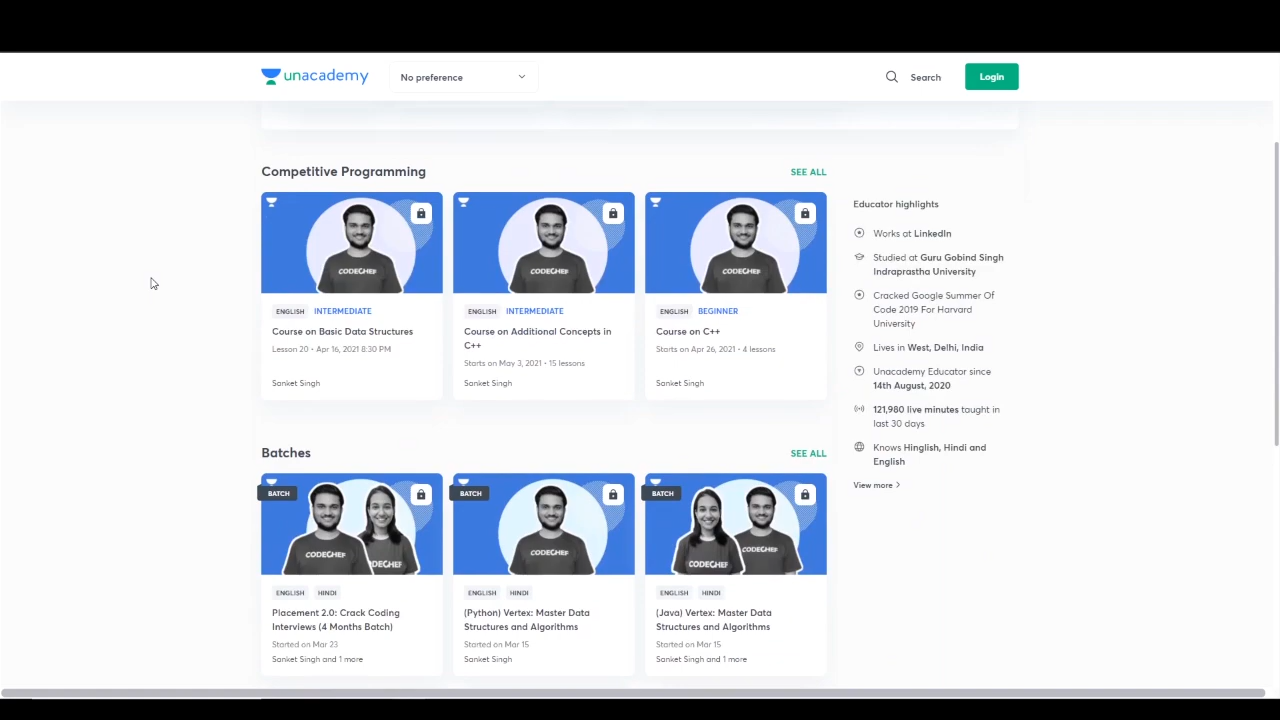 unacademy
No preference
Search
Login
Competitive Programming
SEE ALL
CODECHEF
CODECHEF
CODECHEF
ENGLISH INTERMEDIATE
Course on Basic Data Structures
Lesson 20 • Apr 16, 2021 8:30 PM
Sanket Singh
ENGLISH INTERMEDIATE
Course on Additional Concepts in
C++
Starts on May 3, 2021 • 15 lessons
Sanket Singh
ENGLISH BEGINNER
Course on C++
Starts on Apr 26, 2021 • 4 lessons
Sanket Singh
Educator highlights
Works at LinkedIn
Studied at Guru Gobind Singh
Indraprastha University
Cracked Google Summer Of
Code 2019 For Harvard
University
Lives in West, Delhi, India
Unacademy Educator since
14th August, 2020
121,980 live minutes taught in
last 30 days
Knows Hinglish, Hindi and
English
View more
Batches
SEE ALL
BATCH
CODECHEF
DECHEF
ENGLISH HINDI
Placement 2.0: Crack Coding
Interviews (4 Months Batch)
Started on Mar 23
Sanket Singh and 1 more
BATCH
CODECHEF
ENGLISH HINDI
(Python) Vertex: Master Data
Structures and Algorithms
Started on Mar 15
Sanket Singh
BATCH
CODECHEF
CODECHEF
ENGLISH HINDI
(Java) Vertex: Master Data
Structures and Algorithms
Started on Mar 15
Sanket Singh and 1 more